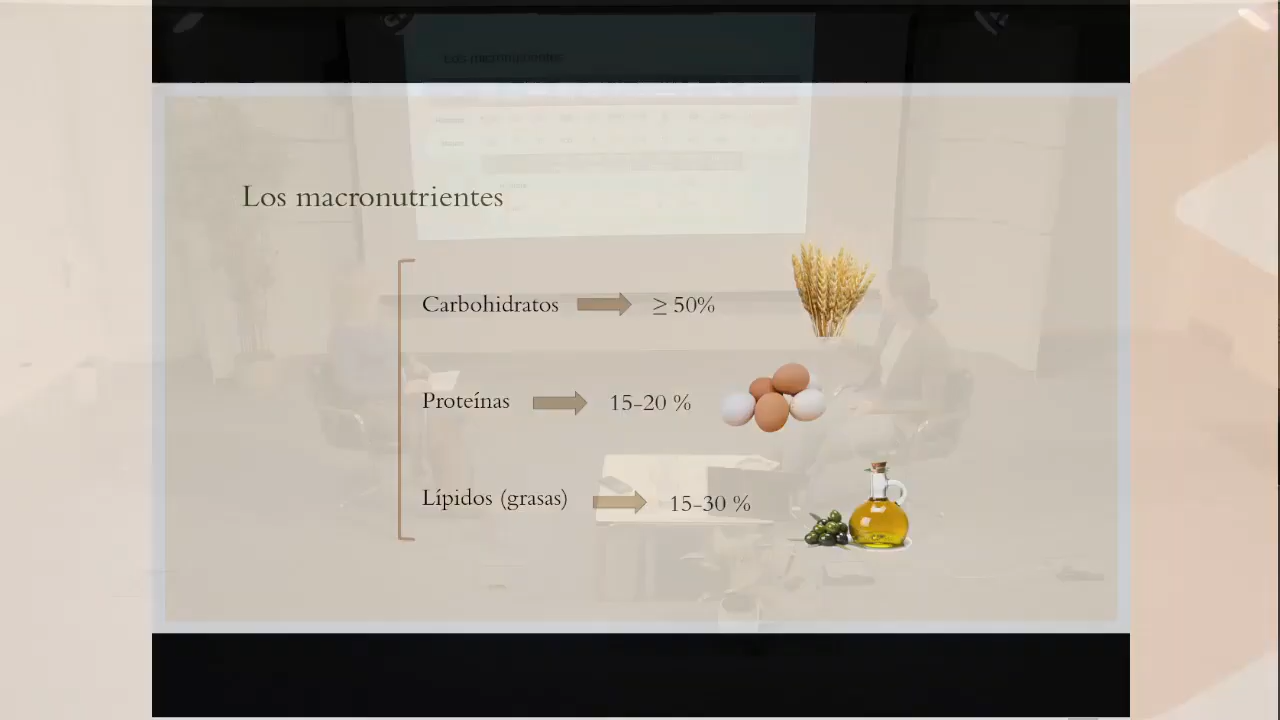 Los macronutrientes
Carbohidratos ≥ 50%
Proteínas 15-20 %
Lípidos (grasas) 15-30 %